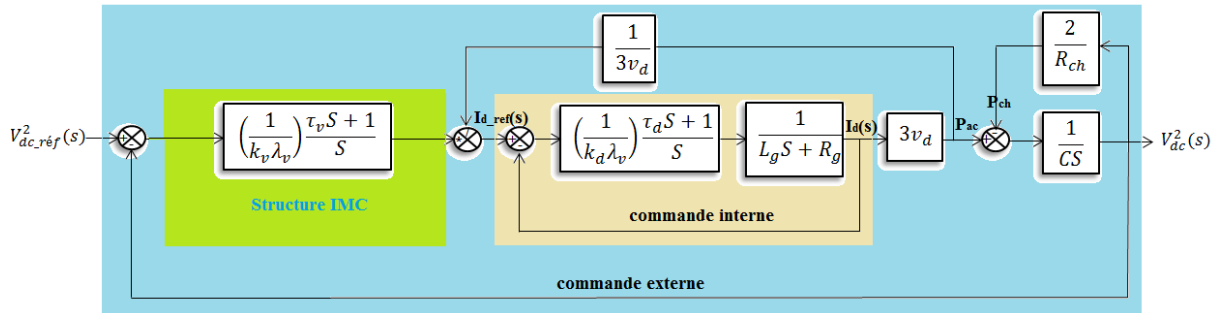 1
3v_d
2
R_ch
P_ch
V²_dc_réf(s)
(1/(k_v λ_v)) (τ_v S + 1)/S
I_d_ref(s)
(1/(k_d λ_v)) (τ_d S + 1)/S
1/(L_g S + R_g)
I_d(s)
3v_d
P_ac
1/(CS)
V²_dc(s)
Structure IMC
commande interne
commande externe